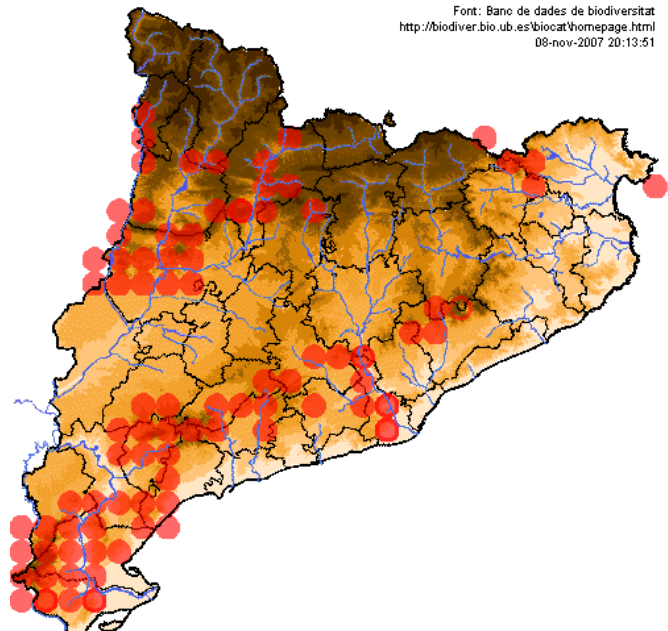 Font: Banc de dades de biodiversitat
http://biodiver.bio.ub.es\biocat\homepage.html
08-nov-2007 20:13:51